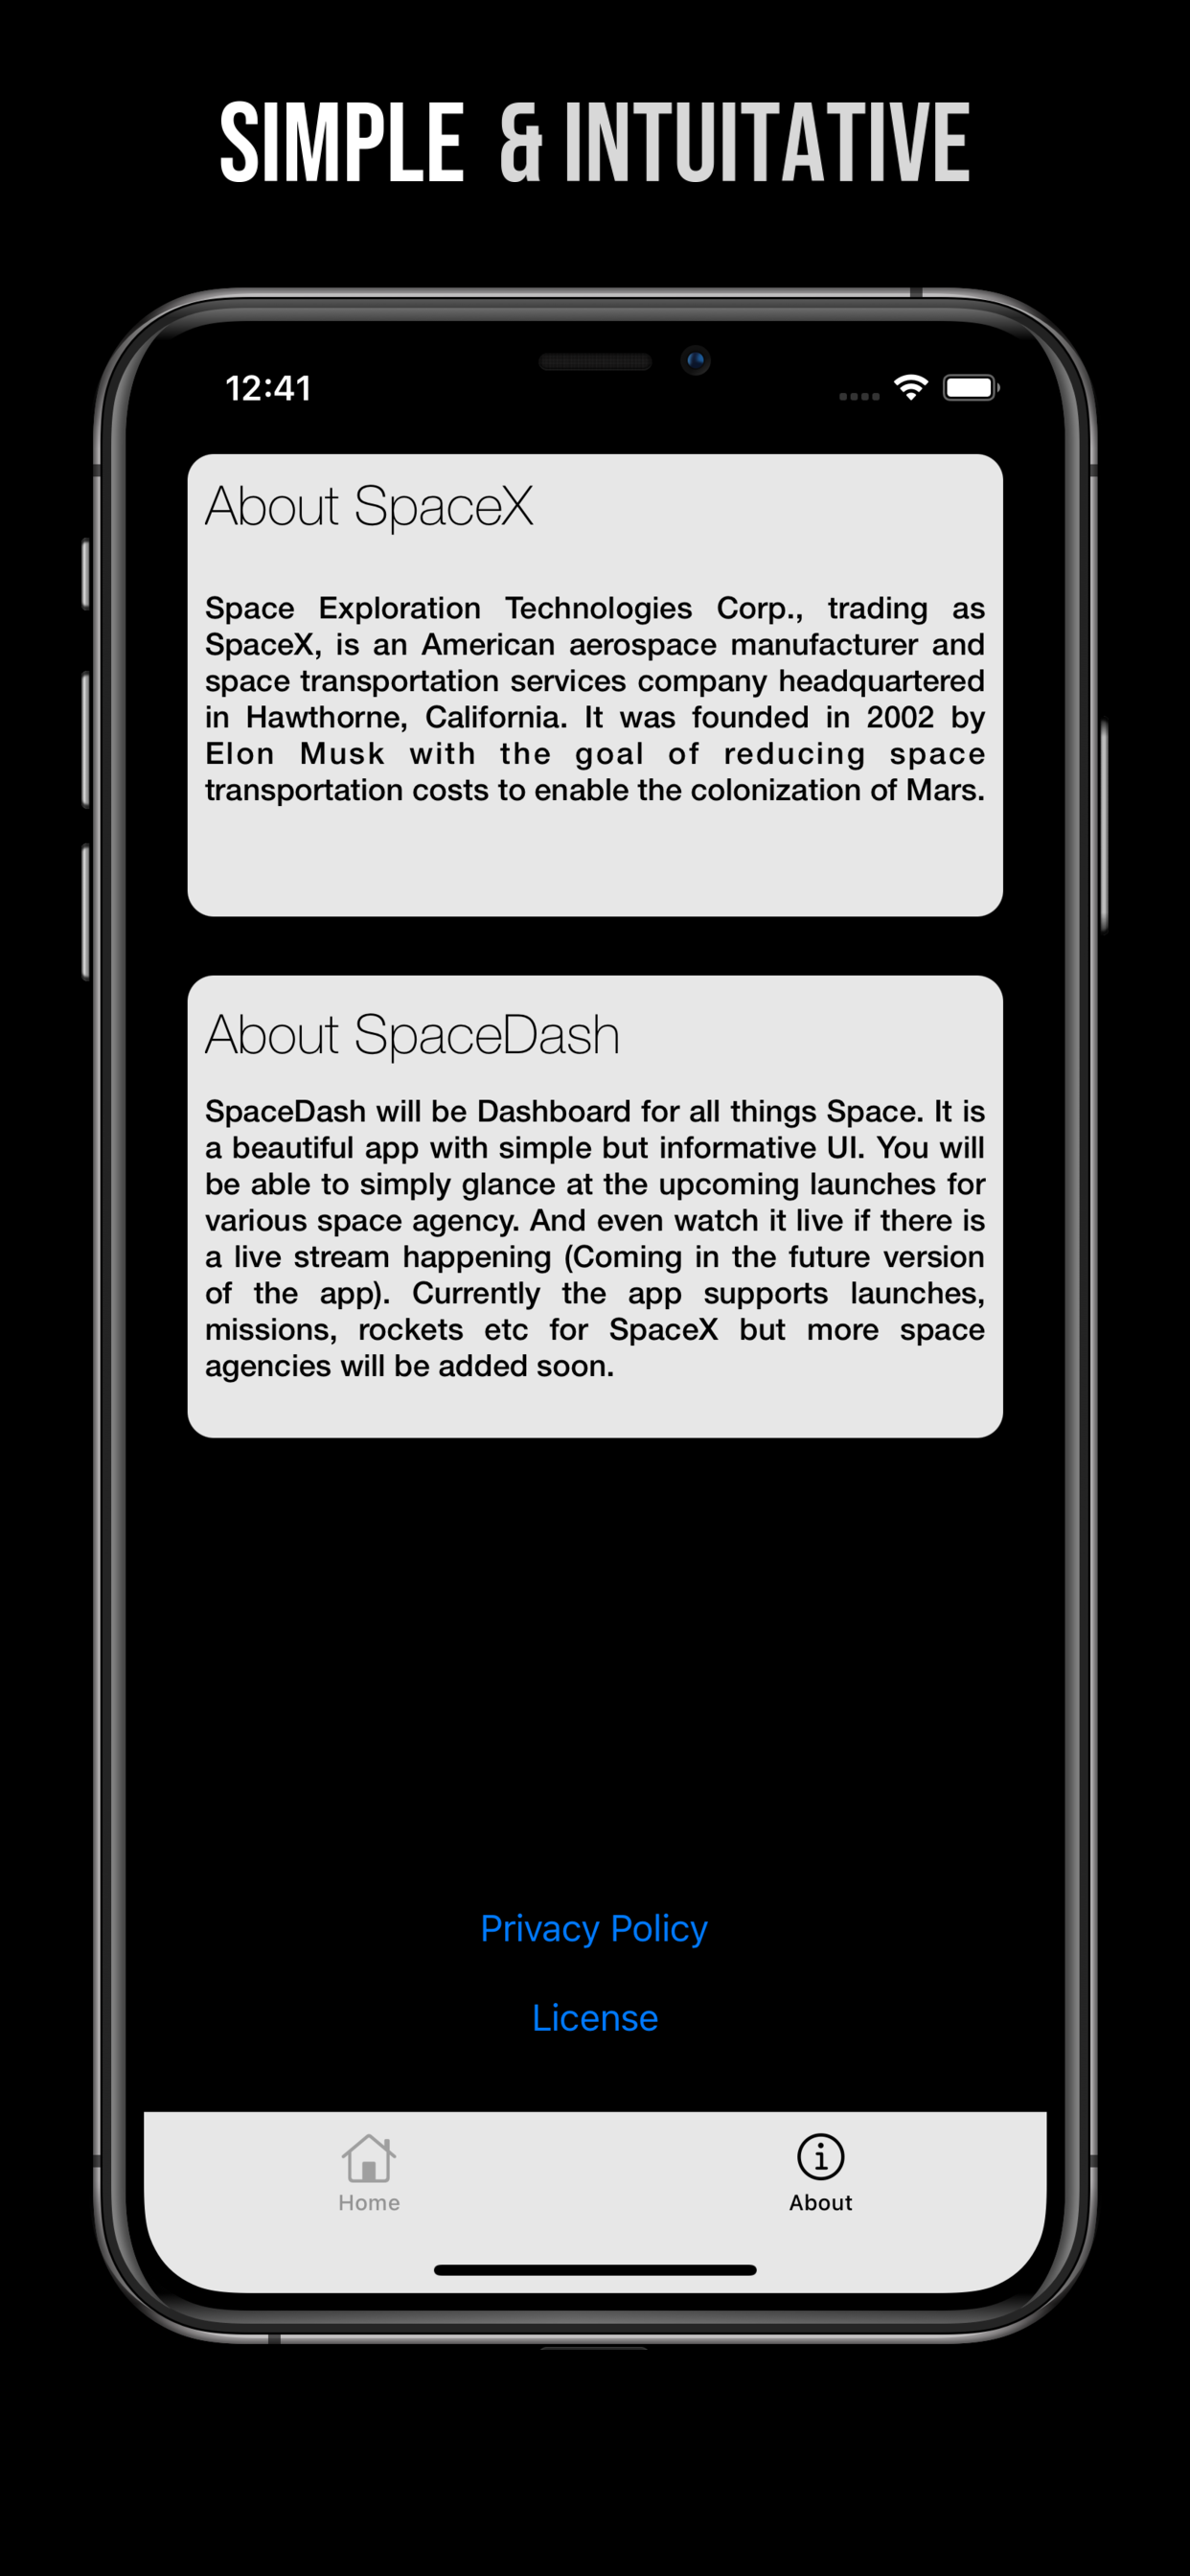 SIMPLE & INTUITATIVE
12:41
About SpaceX
Space Exploration Technologies Corp., trading as
SpaceX, is an American aerospace manufacturer and
space transportation services company headquartered
in Hawthorne, California. It was founded in 2002 by
Elon Musk with the goal of reducing space
transportation costs to enable the colonization of Mars.
About SpaceDash
SpaceDash will be Dashboard for all things Space. It is
a beautiful app with simple but informative UI. You will
be able to simply glance at the upcoming launches for
various space agency. And even watch it live if there is
a live stream happening (Coming in the future version
of the app). Currently the app supports launches,
missions, rockets etc for SpaceX but more space
agencies will be added soon.
Privacy Policy
License
Home About